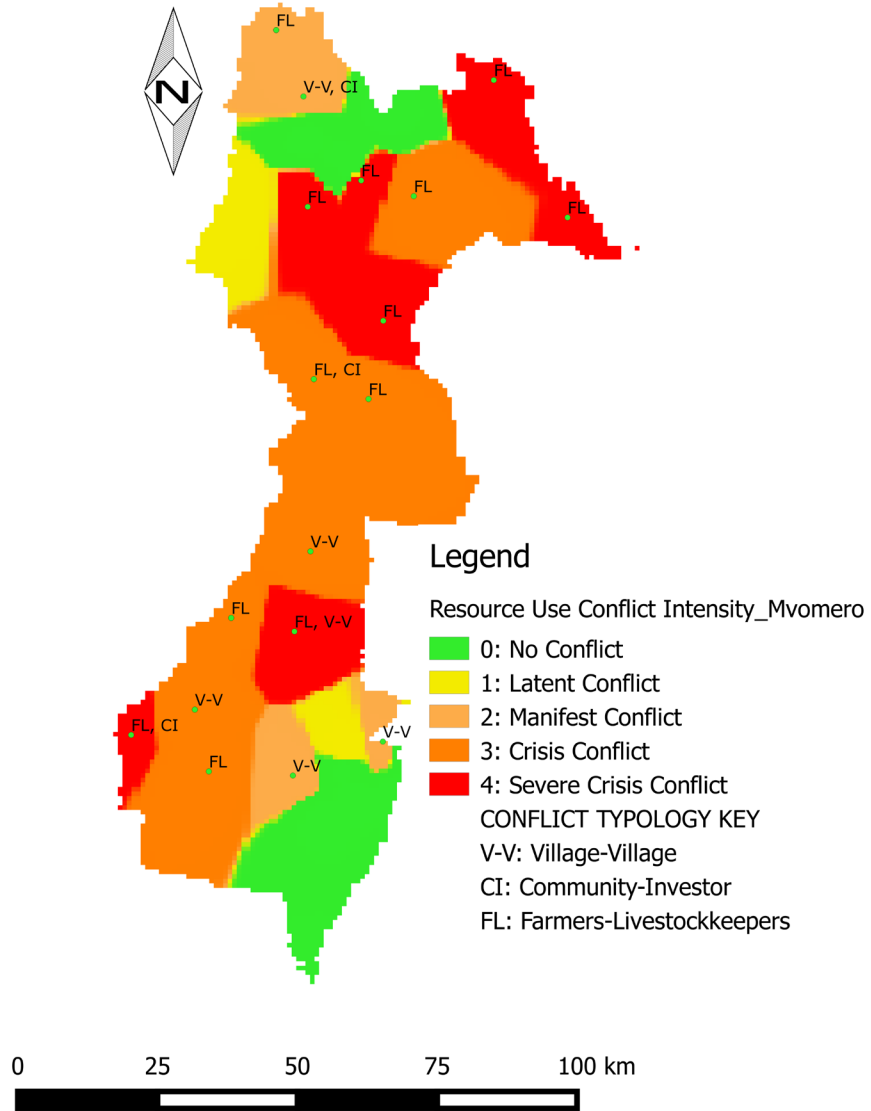 FL
V-V, CI
FL
FL
FL
FL
FL
FL
FL, CI
FL
V-V
FL
FL, V-V
V-V
FL, CI
V-V
FL
V-V
N
Legend
Resource Use Conflict Intensity_Mvomero
0: No Conflict
1: Latent Conflict
2: Manifest Conflict
3: Crisis Conflict
4: Severe Crisis Conflict
CONFLICT TYPOLOGY KEY
V-V: Village-Village
CI: Community-Investor
FL: Farmers-Livestockkeepers
0 25 50 75 100 km